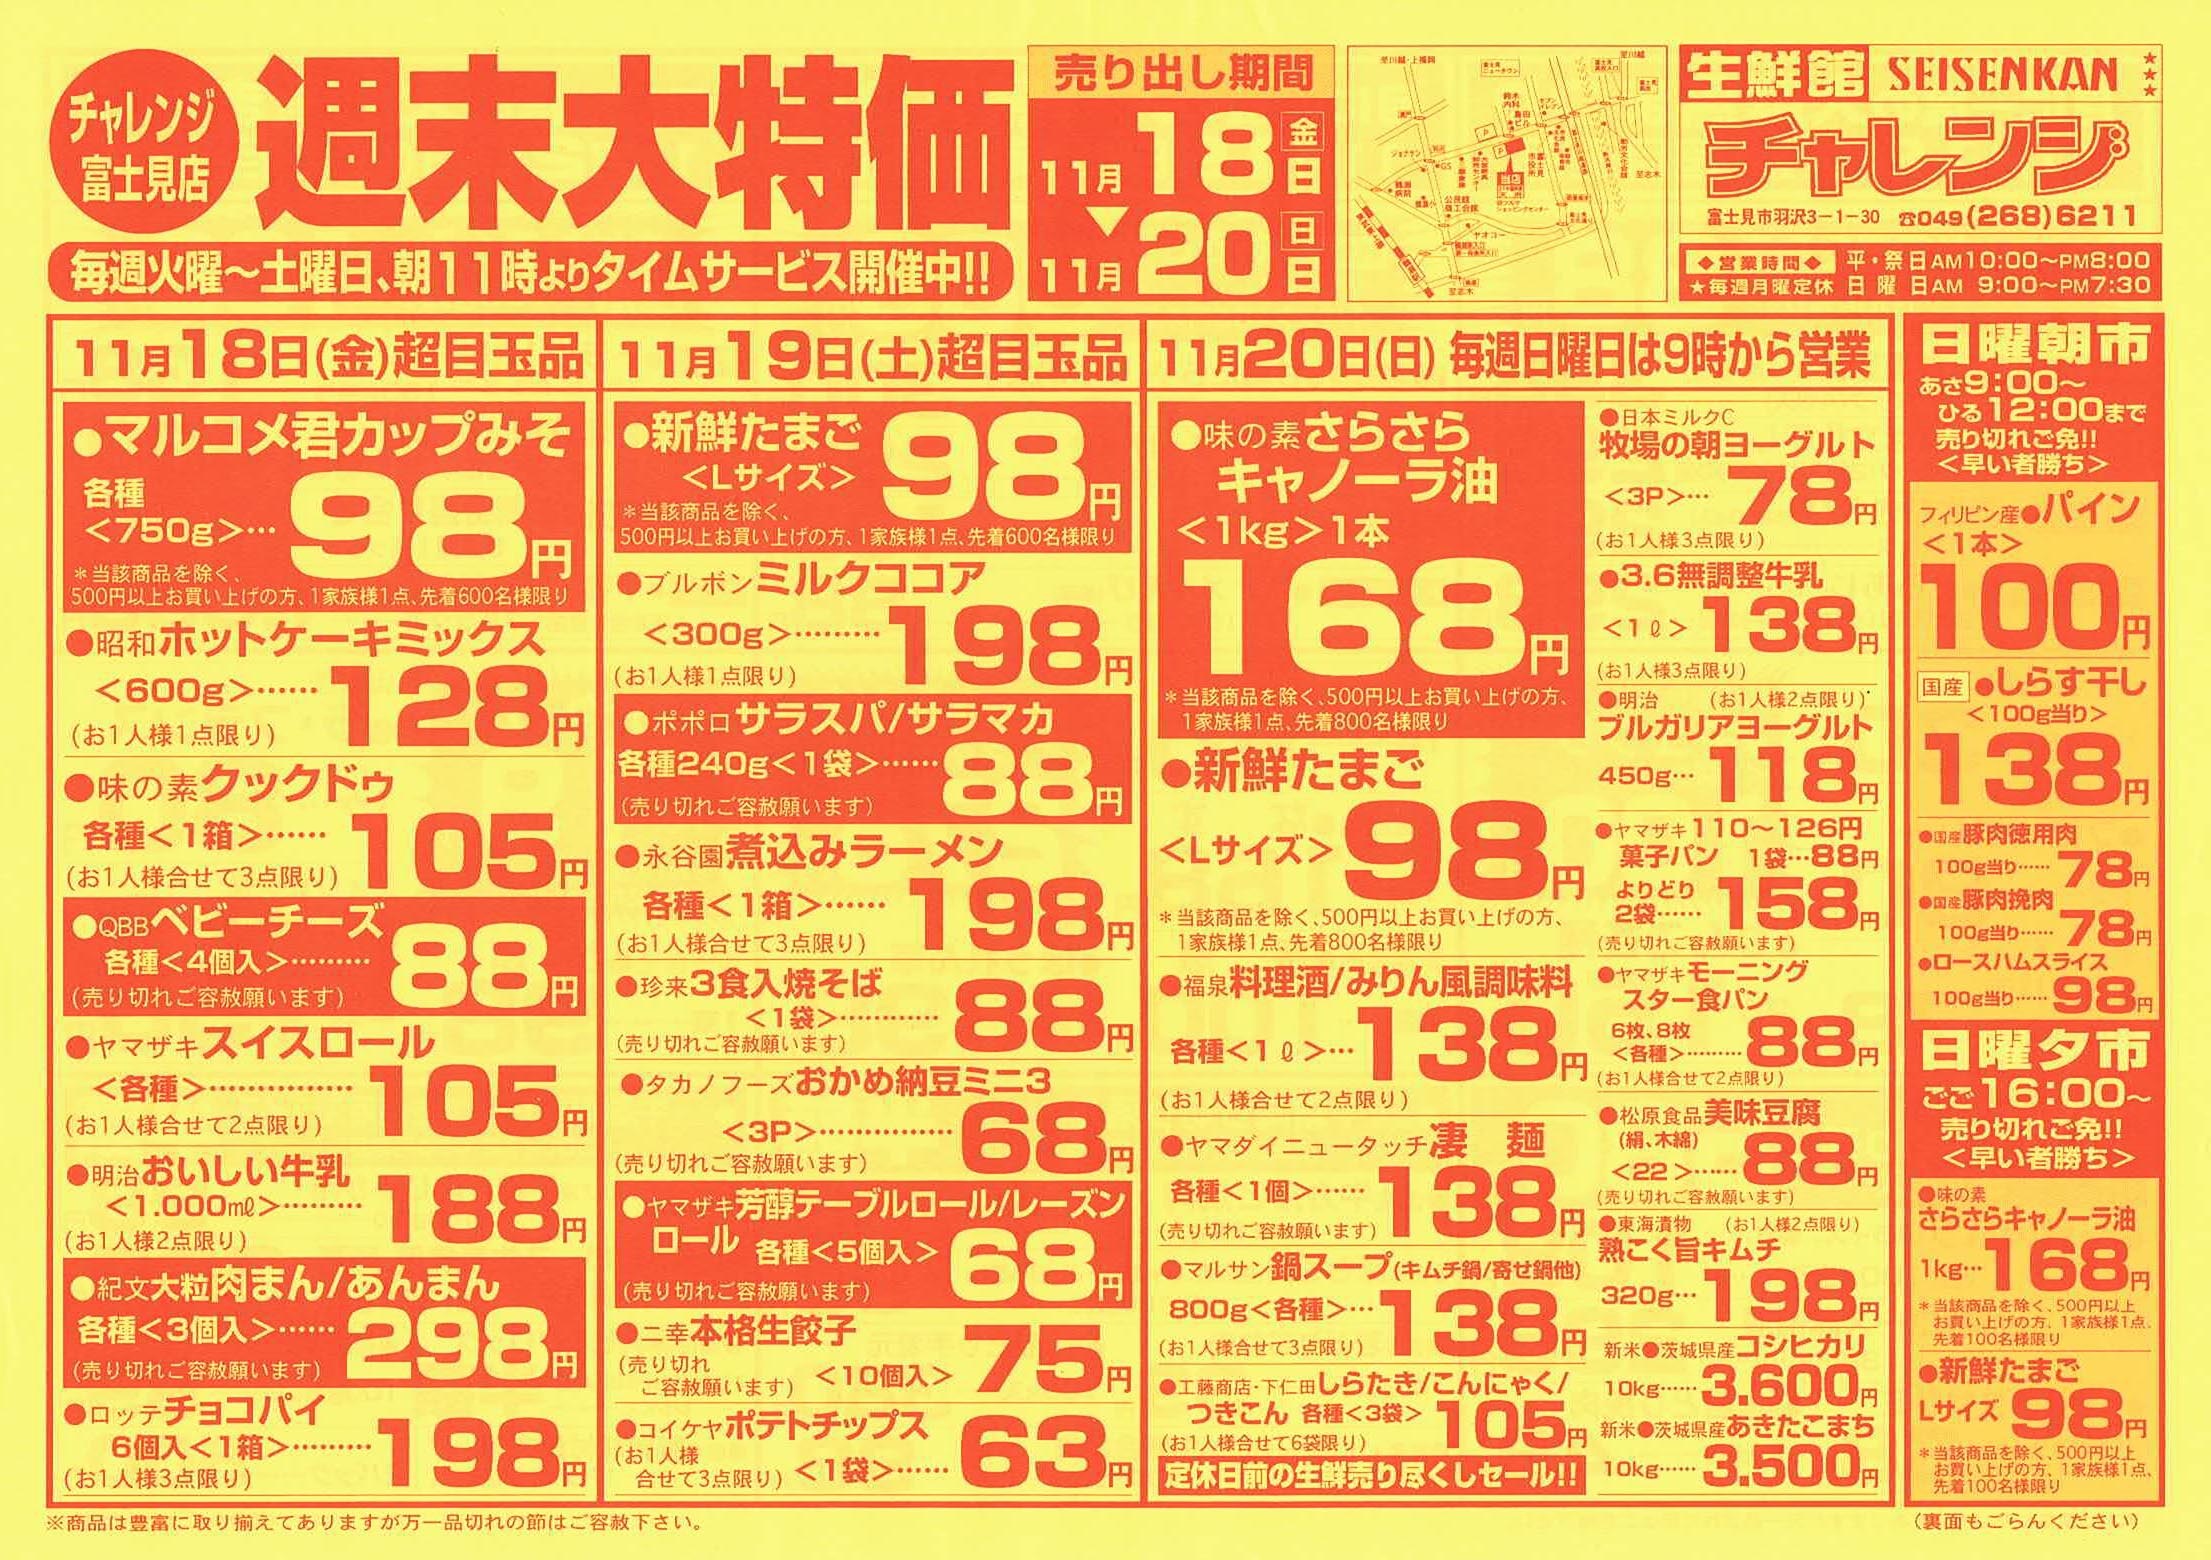 チャレンジ
富士見店
週末大特価
毎週火曜～土曜日、朝11時よりタイムサービス開催中!!
売り出し期間
11月18日金
11月20日日
生鮮館 SEISENKAN
チャレンジ
富士見市羽沢3-1-30 ☎049(268)6211
◆営業時間◆ 平・祭日AM10:00～PM8:00
★毎週月曜定休 日曜日AM 9:00～PM7:30
11月18日(金)超目玉品
●マルコメ君カップみそ
各種
<750g>…98円
＊当該商品を除く、
500円以上お買い上げの方、1家族様1点、先着600名様限り
●昭和ホットケーキミックス
<600g>……128円
(お1人様1点限り)
●味の素クックドゥ
各種<1箱>……105円
(お1人様合せて3点限り)
●QBBベビーチーズ
各種<4個入>………88円
(売り切れご容赦願います)
●ヤマザキスイスロール
<各種>……………105円
(お1人様合せて2点限り)
●明治おいしい牛乳
<1.000mℓ>………188円
(お1人様2点限り)
●紀文大粒肉まん/あんまん
各種<3個入>……298円
(売り切れご容赦願います)
●ロッテチョコパイ
6個入<1箱>………198円
(お1人様3点限り)
11月19日(土)超目玉品
●新鮮たまご
<Lサイズ>
98円
＊当該商品を除く、
500円以上お買い上げの方、1家族様1点、先着600名様限り
●ブルボンミルクココア
<300g>………198円
(お1人様1点限り)
●ポポロサラスパ/サラマカ
各種240g<1袋>……88円
(売り切れご容赦願います)
●永谷園煮込みラーメン
各種<1箱>……198円
(お1人様合せて3点限り)
●珍来3食入焼そば
<1袋>…………88円
(売り切れご容赦願います)
●タカノフーズおかめ納豆ミニ3
<3P>……………68円
(売り切れご容赦願います)
●ヤマザキ芳醇テーブルロール/レーズン
ロール 各種<5個入>68円
(売り切れご容赦願います)
●二幸本格生餃子
(売り切れ
ご容赦願います) <10個入>75円
●コイケヤポテトチップス
(お1人様
合せて3点限り) <1袋>……63円
11月20日(日) 毎週日曜日は9時から営業
●味の素さらさら
キャノーラ油
<1kg>1本
168円
＊当該商品を除く、500円以上お買い上げの方、
1家族様1点、先着800名様限り
●新鮮たまご
<Lサイズ>98円
＊当該商品を除く、500円以上お買い上げの方、
1家族様1点、先着800名様限り
●福泉料理酒/みりん風調味料
各種<1ℓ>…138円
(お1人様合せて2点限り)
●ヤマダイニュータッチ凄麺
各種<1個>……138円
(売り切れご容赦願います)
●マルサン鍋スープ(キムチ鍋/寄せ鍋他)
800g<各種>…138円
(お1人様合せて3点限り)
●工藤商店・下仁田しらたき/こんにゃく/
つきこん 各種<3袋>105円
(お1人様合せて6袋限り)
定休日前の生鮮売り尽くしセール!!
●日本ミルクC
牧場の朝ヨーグルト
<3P>…78円
(お1人様3点限り)
●3.6無調整牛乳
<1ℓ>138円
(お1人様3点限り)
●明治 (お1人様2点限り)
ブルガリアヨーグルト
450g…118円
●ヤマザキ 110～126円
菓子パン 1袋…88円
よりどり
2袋……158円
(売り切れご容赦願います)
●ヤマザキモーニング
スター食パン
6枚、8枚
<各種>………88円
(お1人様合せて2点限り)
●松原食品美味豆腐
(絹、木綿)
<22>……88円
(売り切れご容赦願います)
●東海漬物 (お1人様2点限り)
熟こく旨キムチ
320g…198円
新米●茨城県産コシヒカリ
10kg……3.600円
新米●茨城県産あきたこまち
10kg……3.500円
日曜朝市
あさ9:00～
ひる12:00まで
売り切れご免!!
<早い者勝ち>
フィリピン産●パイン
<1本>
100円
国産●しらす干し
<100g当り>
138円
●国産豚肉徳用肉
100g当り……78円
●国産豚肉挽肉
100g当り……78円
●ロースハムスライス
100g当り……98円
日曜夕市
ごご16:00～
売り切れご免!!
<早い者勝ち>
●味の素
さらさらキャノーラ油
1kg…168円
＊当該商品を除く、500円以上
お買い上げの方、1家族様1点、
先着100名様限り
●新鮮たまご
Lサイズ 98円
＊当該商品を除く、500円以上
お買い上げの方、1家族様1点、
先着100名様限り
※商品は豊富に取り揃えてありますが万一品切れの節はご容赦下さい。
(裏面もごらんください)